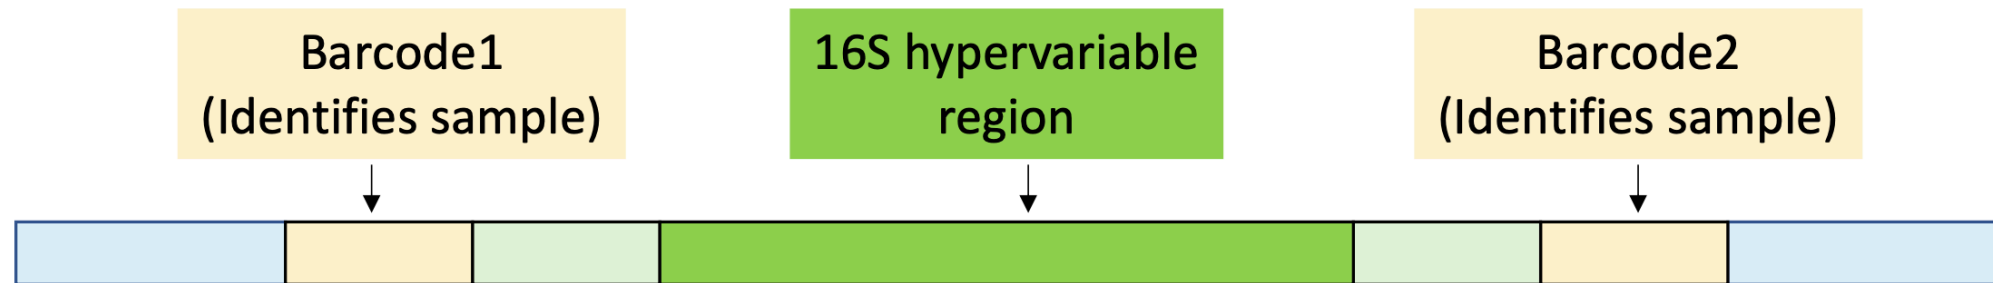 Barcode1
(Identifies sample)
16S hypervariable
region
Barcode2
(Identifies sample)